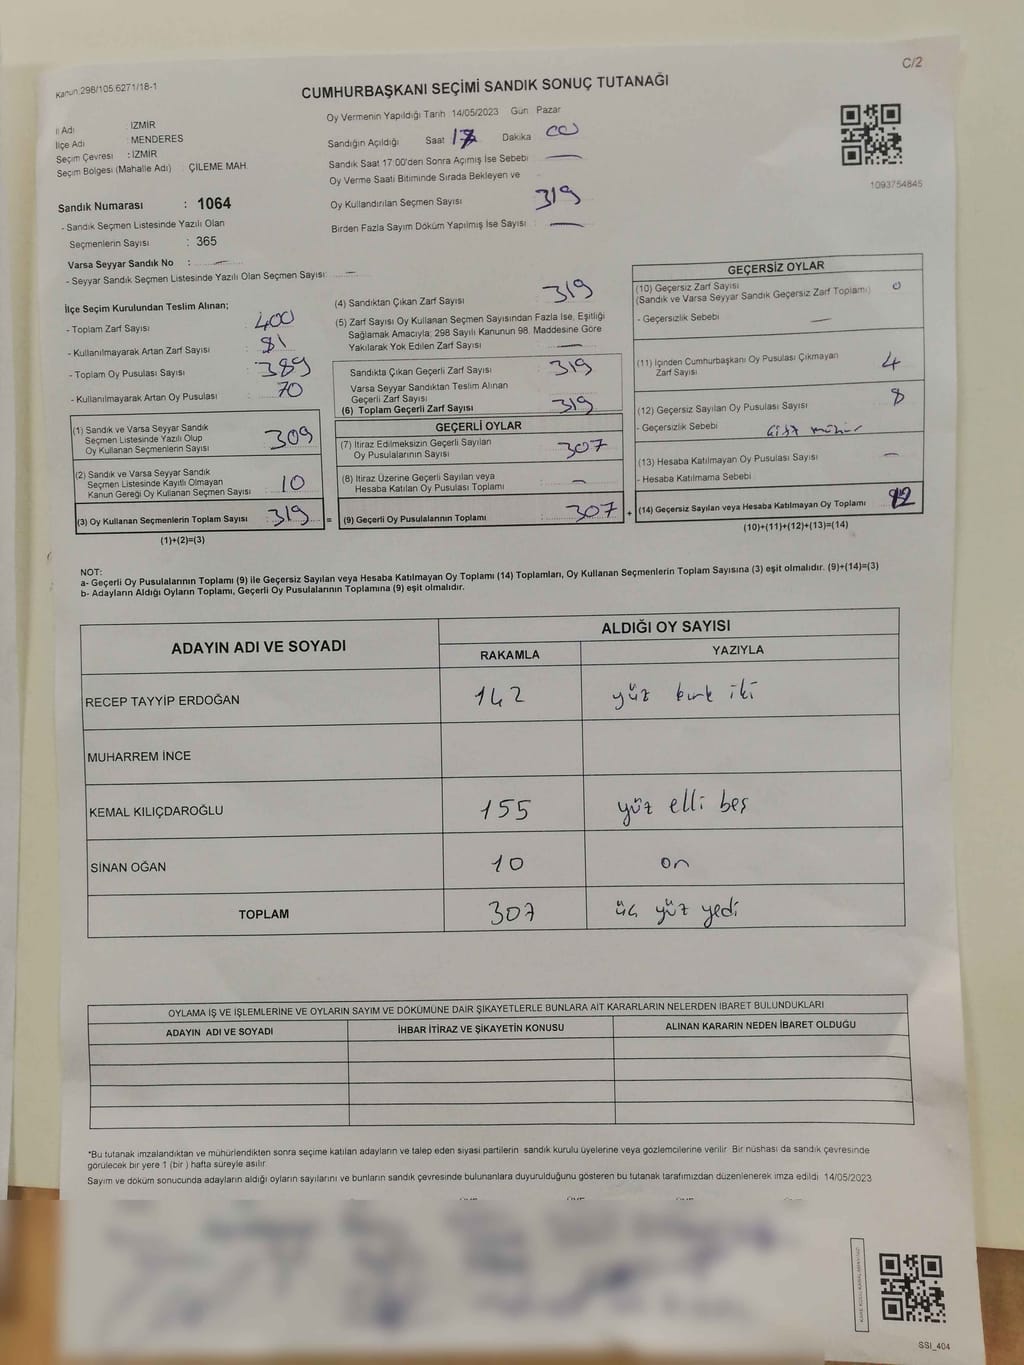 C/2
Kanun 298/105.6271/18-1
CUMHURBAŞKANI SEÇİMİ SANDIK SONUÇ TUTANAĞI
Oy Vermenin Yapıldığı Tarih 14/05/2023 Gün Pazar
İl Adı : İZMİR
İlçe Adı : MENDERES
Seçim Çevresi : İZMİR
Seçim Bölgesi (Mahalle Adı) ÇİLEME MAH.
Sandığın Açıldığı Saat 17 Dakika 00
Sandık Saat 17:00'den Sonra Açımış İse Sebebi —
Oy Verme Saati Bitiminde Sırada Bekleyen ve
Oy Kullandırılan Seçmen Sayısı 319
Birden Fazla Sayım Döküm Yapılmış İse Sayısı : —
1093754845
Sandık Numarası : 1064
- Sandık Seçmen Listesinde Yazılı Olan
Seçmenlerin Sayısı : 365
Varsa Seyyar Sandık No : —
- Seyyar Sandık Seçmen Listesinde Yazılı Olan Seçmen Sayısı: —
İlçe Seçim Kurulundan Teslim Alınan;
- Toplam Zarf Sayısı : 400
- Kullanılmayarak Artan Zarf Sayısı : 81
- Toplam Oy Pusulası Sayısı : 389
- Kullanılmayarak Artan Oy Pusulası : 70
(1) Sandık ve Varsa Seyyar Sandık
Seçmen Listesinde Yazılı Olup
Oy Kullanan Seçmenlerin Sayısı : 309
(2) Sandık ve Varsa Seyyar Sandık
Seçmen Listesinde Kayıtlı Olmayan
Kanun Gereği Oy Kullanan Seçmen Sayısı : 10
(3) Oy Kullanan Seçmenlerin Toplam Sayısı : 319 =
(1)+(2)=(3)
(4) Sandıktan Çıkan Zarf Sayısı 319
(5) Zarf Sayısı Oy Kullanan Seçmen Sayısından Fazla İse, Eşitliği
Sağlamak Amacıyla; 298 Sayılı Kanunun 98. Maddesine Göre
Yakılarak Yok Edilen Zarf Sayısı : —
Sandıkta Çıkan Geçerli Zarf Sayısı : 319
Varsa Seyyar Sandıktan Teslim Alınan
Geçerli Zarf Sayısı
(6) Toplam Geçerli Zarf Sayısı : 319
GEÇERLİ OYLAR
(7) İtiraz Edilmeksizin Geçerli Sayılan
Oy Pusulalarının Sayısı : 307
(8) İtiraz Üzerine Geçerli Sayılan veya
Hesaba Katılan Oy Pusulası Toplamı : —
(9) Geçerli Oy Pusulalarının Toplamı : 307 +
GEÇERSİZ OYLAR
(10) Geçersiz Zarf Sayısı 0
(Sandık ve Varsa Seyyar Sandık Geçersiz Zarf Toplamı)
- Geçersizlik Sebebi —
(11) İçinden Cumhurbaşkanı Oy Pusulası Çıkmayan
Zarf Sayısı 4
(12) Geçersiz Sayılan Oy Pusulası Sayısı 8
- Geçersizlik Sebebi çift mühür
(13) Hesaba Katılmayan Oy Pusulası Sayısı —
- Hesaba Katılmama Sebebi
(14) Geçersiz Sayılan veya Hesaba Katılmayan Oy Toplamı 12
(10)+(11)+(12)+(13)=(14)
NOT:
a- Geçerli Oy Pusulalarının Toplamı (9) ile Geçersiz Sayılan veya Hesaba Katılmayan Oy Toplamı (14) Toplamları, Oy Kullanan Seçmenlerin Toplam Sayısına (3) eşit olmalıdır. (9)+(14)=(3)
b- Adayların Aldığı Oyların Toplamı, Geçerli Oy Pusulalarının Toplamına (9) eşit olmalıdır.
ADAYIN ADI VE SOYADI ALDIĞI OY SAYISI
RAKAMLA YAZIYLA
RECEP TAYYİP ERDOĞAN 142 yüz kırk iki
MUHARREM İNCE
KEMAL KILIÇDAROĞLU 155 yüz elli beş
SİNAN OĞAN 10 on
TOPLAM 307 üç yüz yedi
OYLAMA İŞ VE İŞLEMLERİNE VE OYLARIN SAYIM VE DÖKÜMÜNE DAİR ŞİKAYETLERLE BUNLARA AİT KARARLARIN NELERDEN İBARET BULUNDUKLARI
ADAYIN ADI VE SOYADI İHBAR İTİRAZ VE ŞİKAYETİN KONUSU ALINAN KARARIN NEDEN İBARET OLDUĞU
*Bu tutanak imzalandıktan ve mühürlendikten sonra seçime katılan adayların ve talep eden siyasi partilerin sandık kurulu üyelerine veya gözlemcilerine verilir. Bir nüshası da sandık çevresinde
görülecek bir yere 1 (bir) hafta süreyle asılır.
Sayım ve döküm sonucunda adayların aldığı oyların sayılarını ve bunların sandık çevresinde bulunanlara duyurulduğunu gösteren bu tutanak tarafımızdan düzenlenerek imza edildi 14/05/2023
SSI_404